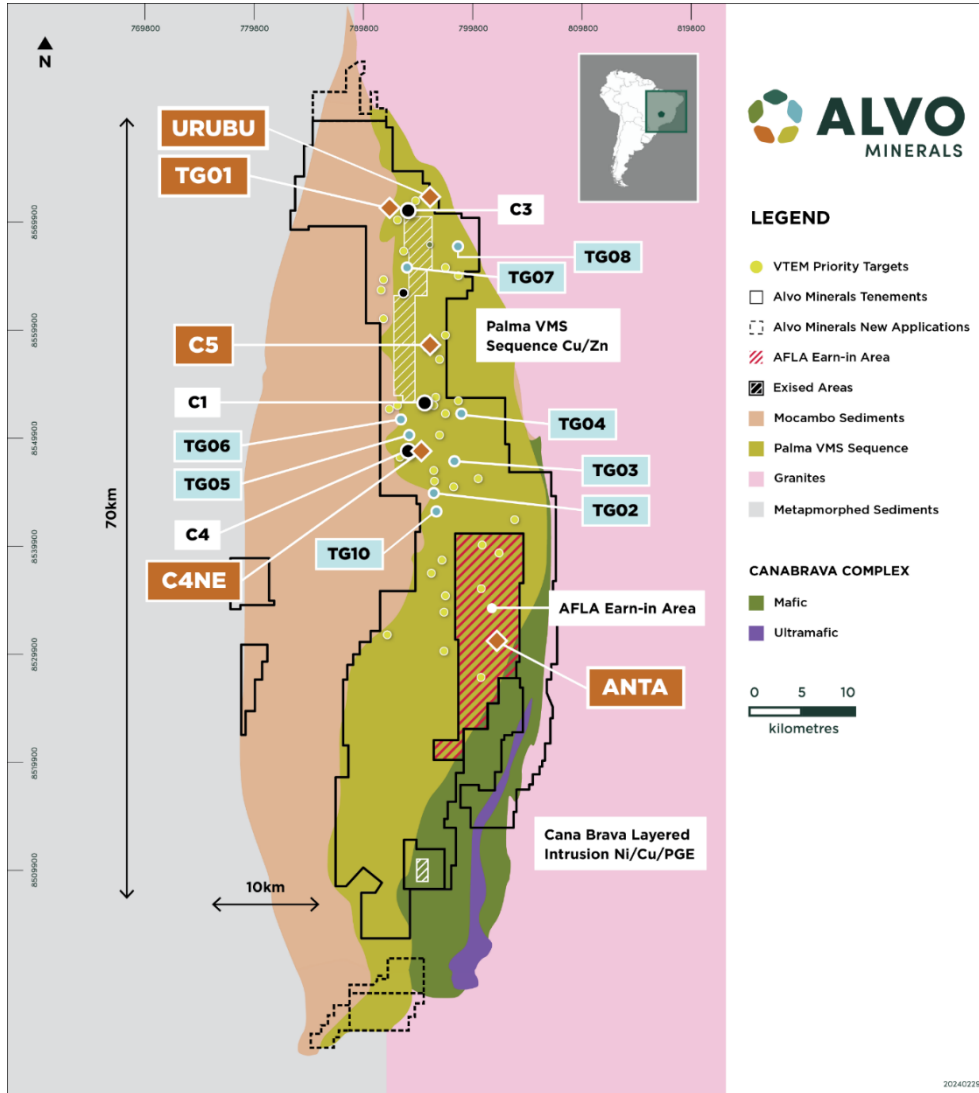 769800
779800
789800
799800
809800
819800
N
URUBU
ALVO
MINERALS
TG01
C3
8569900
LEGEND
TG08
TG07
VTEM Priority Targets
Alvo Minerals Tenements
8559900
Palma VMS
Sequence Cu/Zn
Alvo Minerals New Applications
C5
AFLA Earn-in Area
Exised Areas
C1
Mocambo Sediments
TG04
8549900
TG06
Palma VMS Sequence
TG03
TG05
Granites
70km
TG02
Metapmorphed Sediments
C4
8539900
TG10
C4NE
CANABRAVA COMPLEX
AFLA Earn-in Area
Mafic
Ultramafic
8529900
ANTA
0 5 10
kilometres
8519900
Cana Brava Layered
Intrusion Ni/Cu/PGE
8509900
10km
20240229